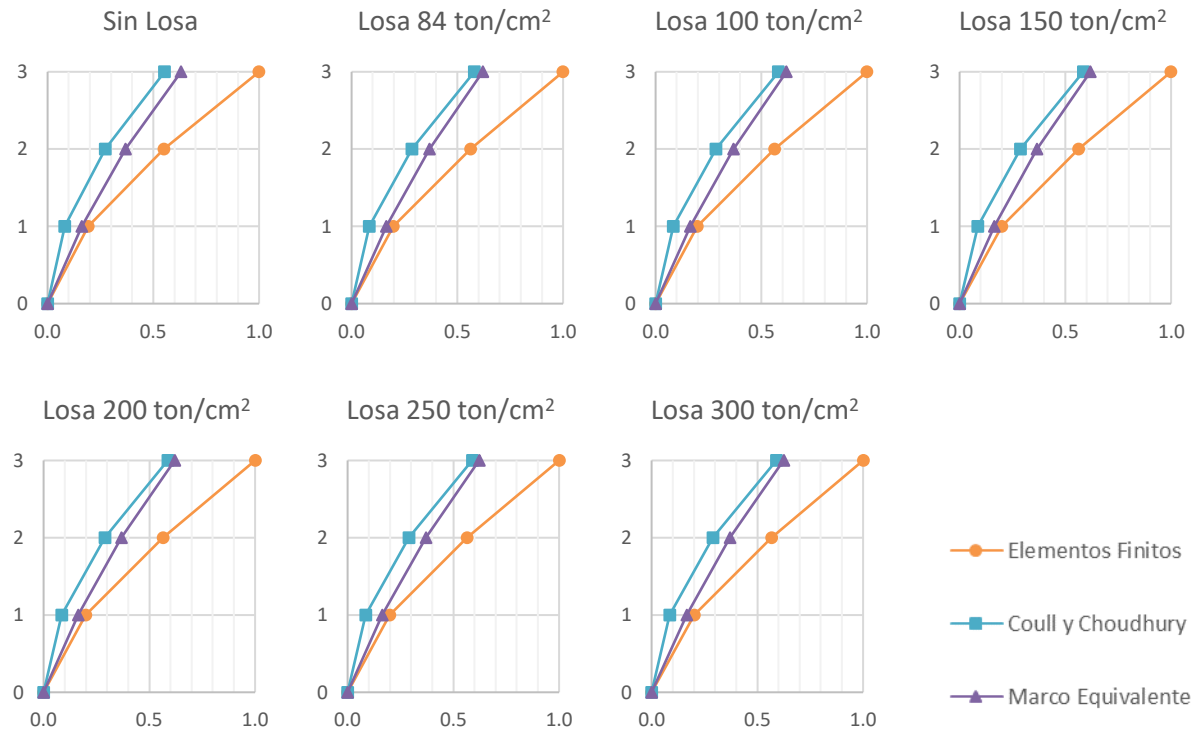 Sin Losa
3
2
1
0
0.0 0.5 1.0
Losa 84 ton/cm²
3
2
1
0
0.0 0.5 1.0
Losa 100 ton/cm²
3
2
1
0
0.0 0.5 1.0
Losa 150 ton/cm²
3
2
1
0
0.0 0.5 1.0
Losa 200 ton/cm²
3
2
1
0
0.0 0.5 1.0
Losa 250 ton/cm²
3
2
1
0
0.0 0.5 1.0
Losa 300 ton/cm²
3
2
1
0
0.0 0.5 1.0
Elementos Finitos
Coull y Choudhury
Marco Equivalente